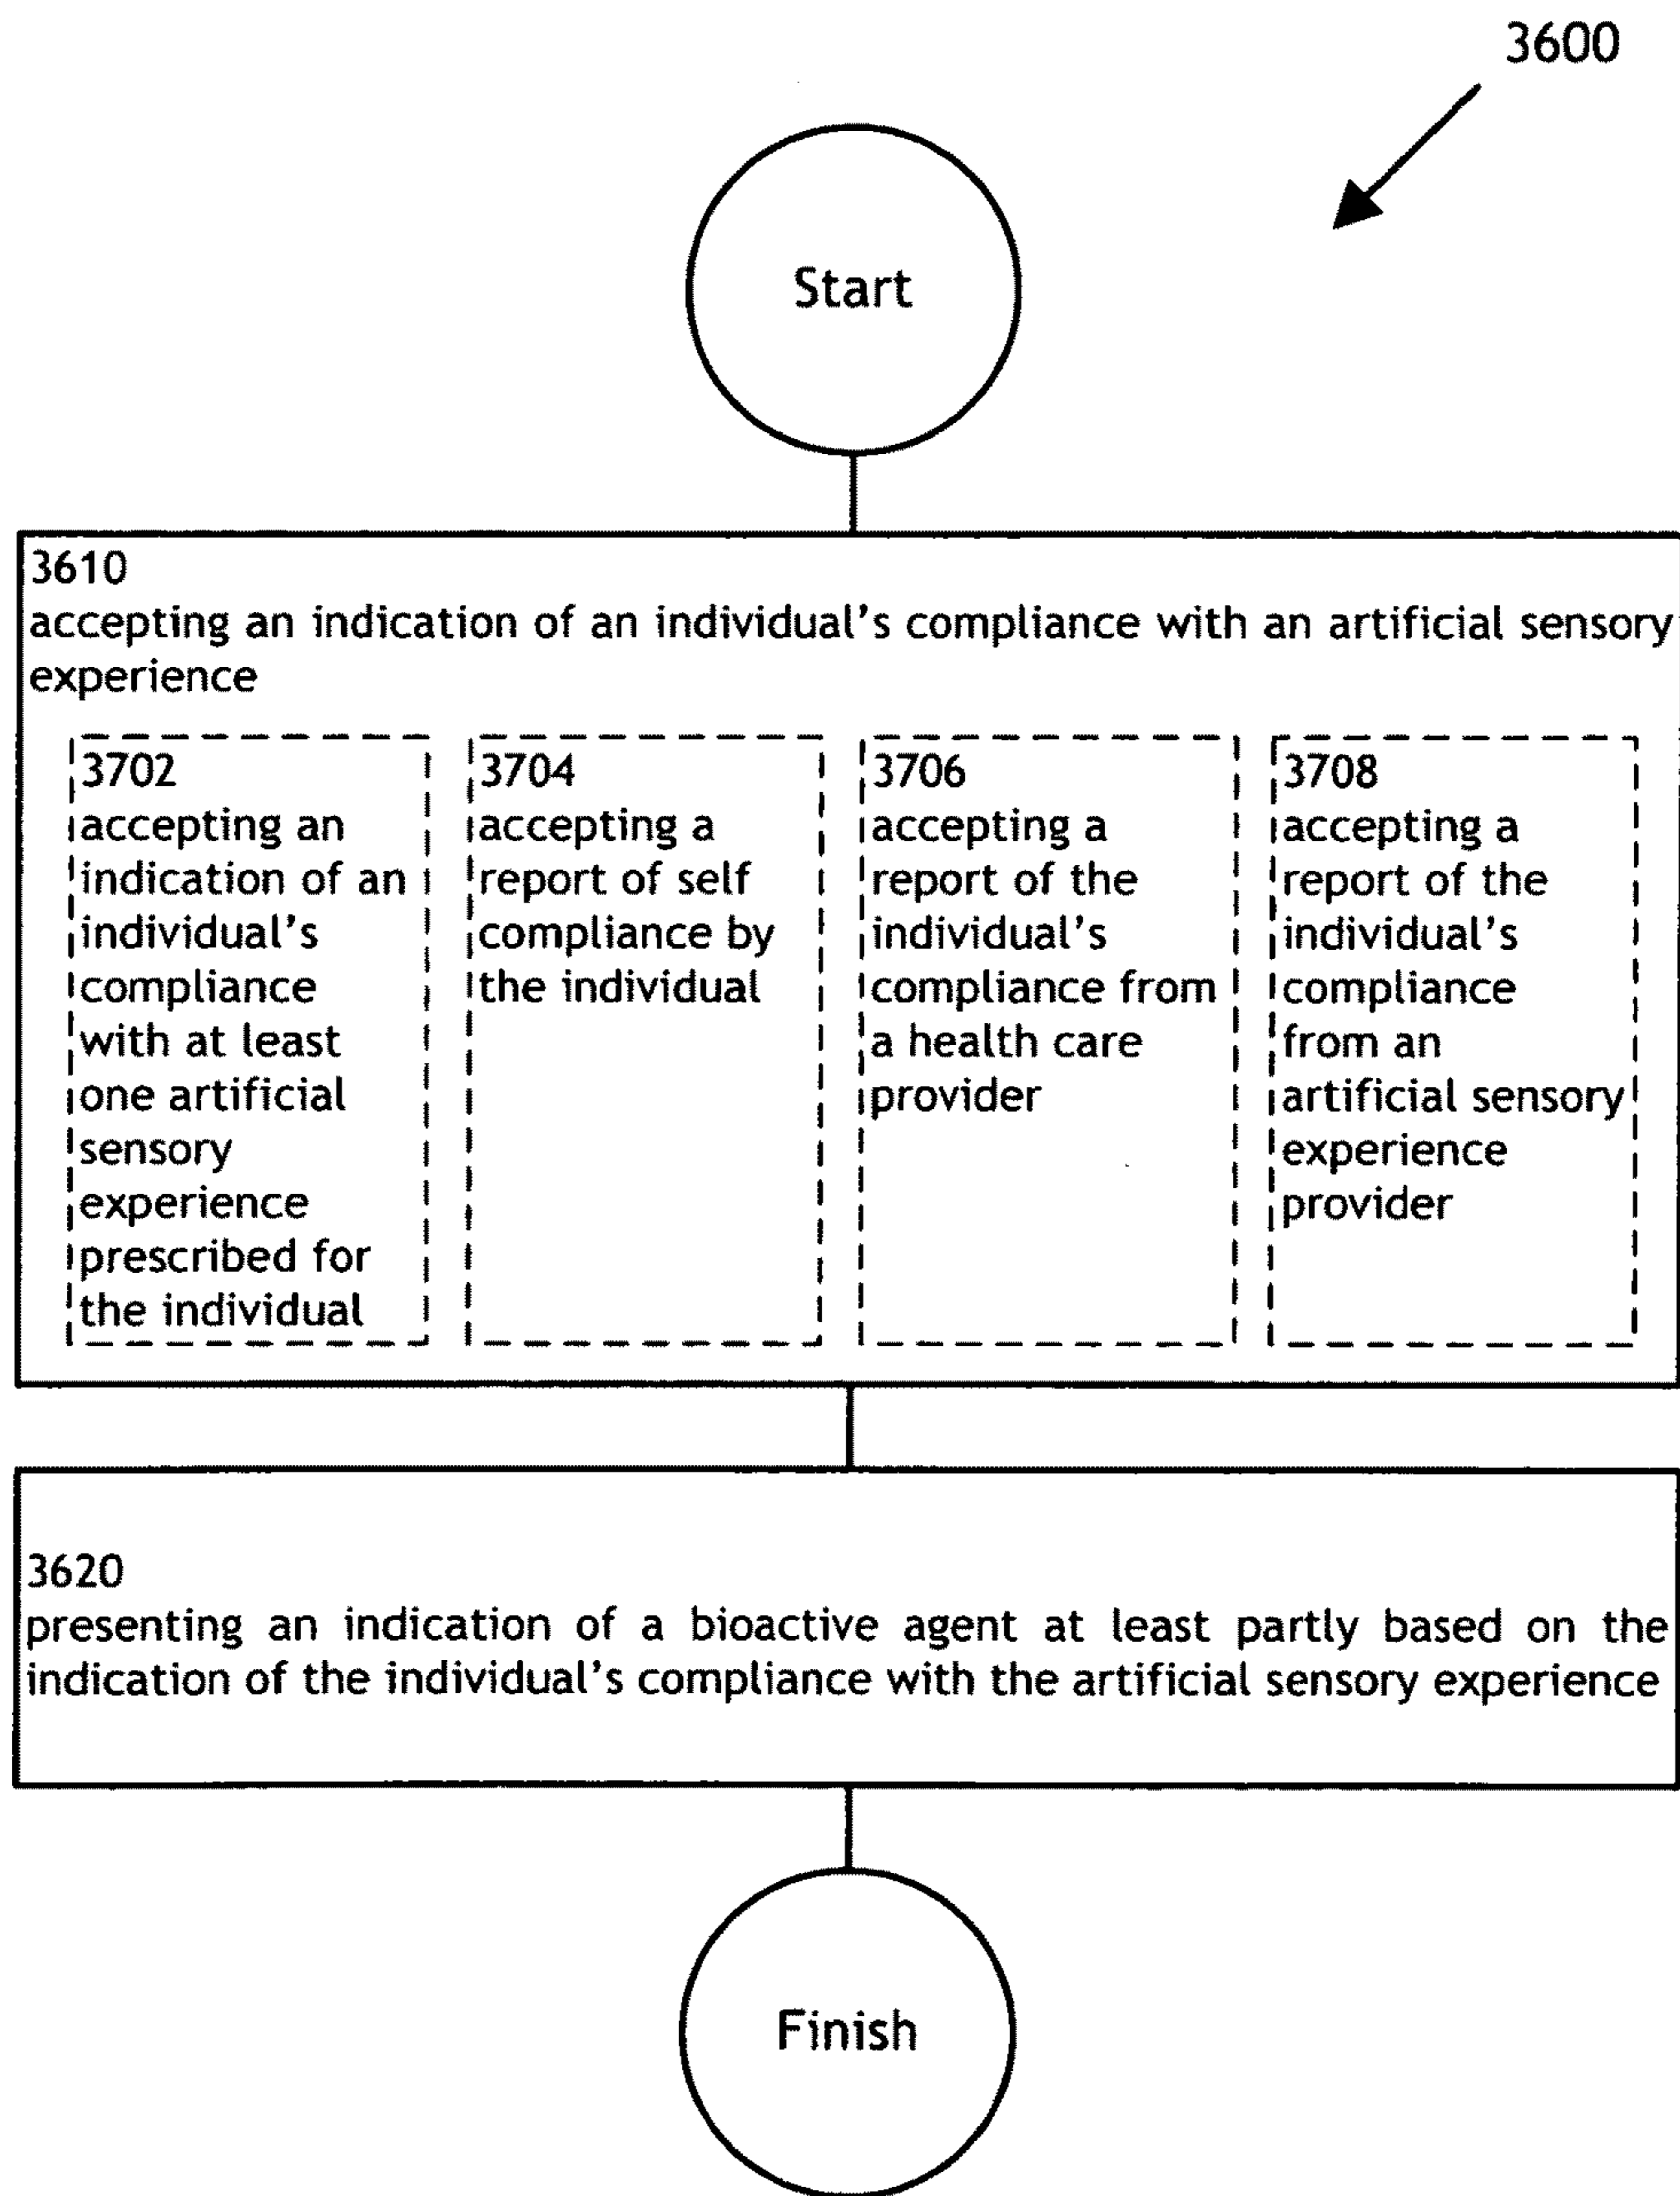 3600
Start
3610
accepting an indication of an individual's compliance with an artificial sensory
experience
3702
accepting an
indication of an
individual's
compliance
with at least
one artificial
sensory
experience
prescribed for
the individual
3704
accepting a
report of self
compliance by
the individual
3706
accepting a
report of the
individual's
compliance from
a health care
provider
3708
accepting a
report of the
individual's
compliance
from an
artificial sensory
experience
provider
3620
presenting an indication of a bioactive agent at least partly based on the
indication of the individual's compliance with the artificial sensory experience
Finish